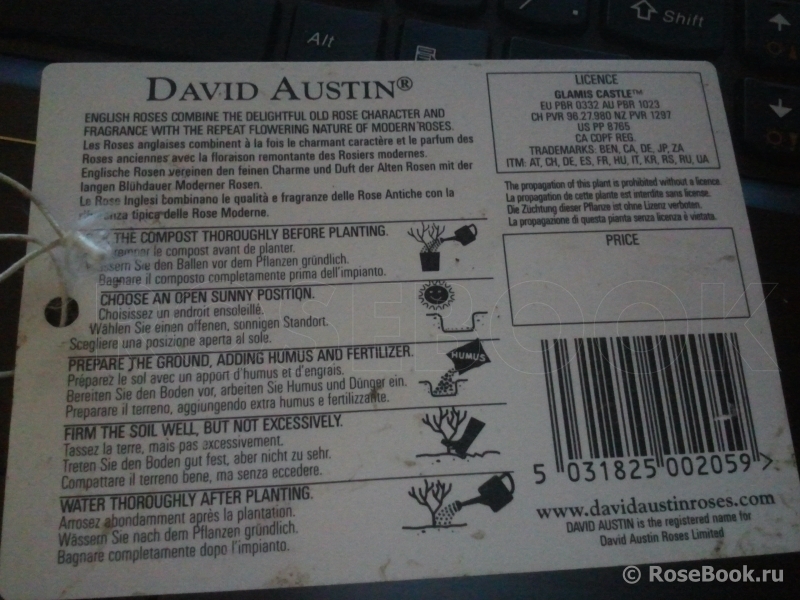 Alt
Shift
DAVID AUSTIN®
ENGLISH ROSES COMBINE THE DELIGHTFUL OLD ROSE CHARACTER AND
FRAGRANCE WITH THE REPEAT FLOWERING NATURE OF MODERN ROSES.
Les Roses anglaises combinent à la fois le charmant caractère et le parfum des
Roses anciennes avec la floraison remontante des Rosiers modernes.
Englische Rosen vereinen den feinen Charme und Duft der Alten Rosen mit der
langen Blühdauer Moderner Rosen.
Le Rose Inglesi combinano le qualità e fragranze delle Rose Antiche con la
tipica delle Rose Moderne.
THE COMPOST THOROUGHLY BEFORE PLANTING.
le compost avant de planter.
Sie den Ballen vor dem Pflanzen gründlich.
Bagnare il composto completamente prima dell'impianto.
CHOOSE AN OPEN SUNNY POSITION.
Choisissez un endroit ensoleillé.
Wählen Sie einen offenen, sonnigen Standort.
Scegliere una posizione aperta al sole.
PREPARE THE GROUND, ADDING HUMUS AND FERTILIZER.
Préparez le sol avec un apport d'humus et d'engrais.
Bereiten Sie den Boden vor, arbeiten Sie Humus und Dünger ein.
Preparare il terreno, aggiungendo extra humus e fertilizzante.
HUMUS
FIRM THE SOIL WELL, BUT NOT EXCESSIVELY.
Tassez la terre, mais pas excessivement.
Treten Sie den Boden gut fest, aber nicht zu sehr.
Compattare il terreno bene, ma senza eccedere.
WATER THOROUGHLY AFTER PLANTING.
Arrosez abondamment après la plantation.
Wässern Sie nach dem Pflanzen gründlich.
Bagnare completamente dopo l'impianto.
LICENCE
GLAMIS CASTLE™
EU PBR 0332 AU PBR 1023
CH PVR 96.27.980 NZ PVR 1297
US PP 8765
CA COPF REG.
TRADEMARKS: BEN, CA, DE, JP, ZA
ITM: AT, CH, DE, ES, FR, HU, IT, KR, RS, RU, UA
The propagation of this plant is prohibited without a licence.
La propagation de cette plante est interdite sans license.
Die Züchtung dieser Pflanze ist ohne Lizenz verboten.
La propagazione di questa pianta senza licenza è vietata.
PRICE
5 031825 002059 >
www.davidaustinroses.com
DAVID AUSTIN is the registered name for
David Austin Roses Limited
© RoseBook.ru